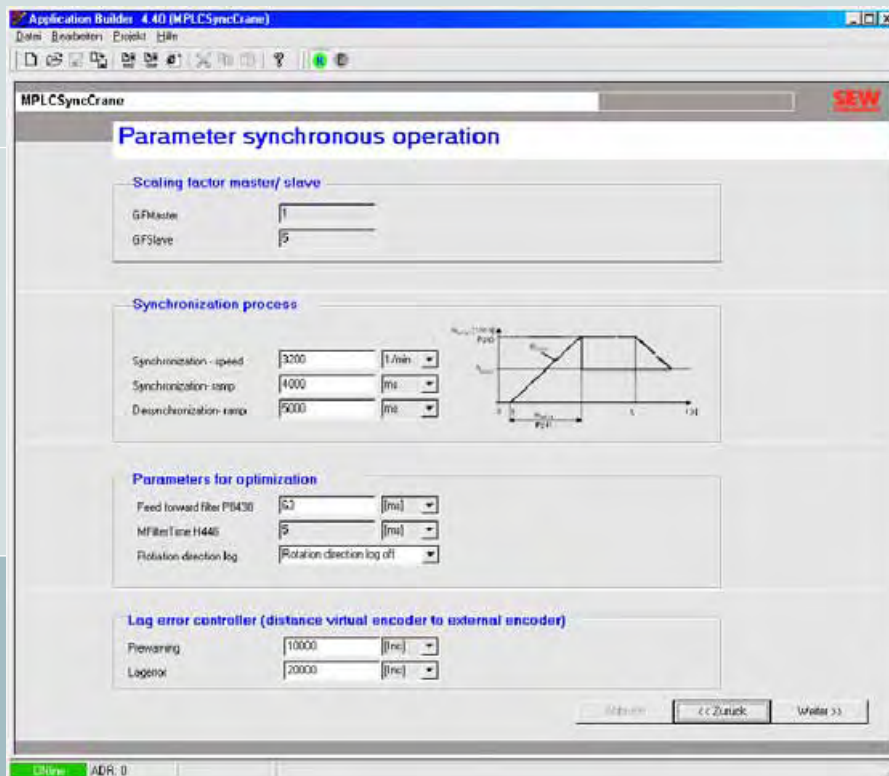 Application Builder 4.40 (MPLCSyncCrane)
Datei Bearbeiten Projekt Hilfe
MPLCSyncCrane
SEW
Parameter synchronous operation
Scaling factor master/ slave
GFMaster 1
GFSlave 5
Synchronization process
Synchronization - speed 3200 1/min
Synchronization- ramp 4000 ms
Desynchronization- ramp 5000 ms
Parameters for optimization
Feed forward filter P8438 [ms]
MFilterTime H446 5 [ms]
Rotiation direction log Rotation direction log off
Lag error controller (distance virtual encoder to external encoder)
Prewarning 10000 [Inc]
Lagerror 20000 [Inc]
<< Zurück Weiter >>
Online ADR: 0